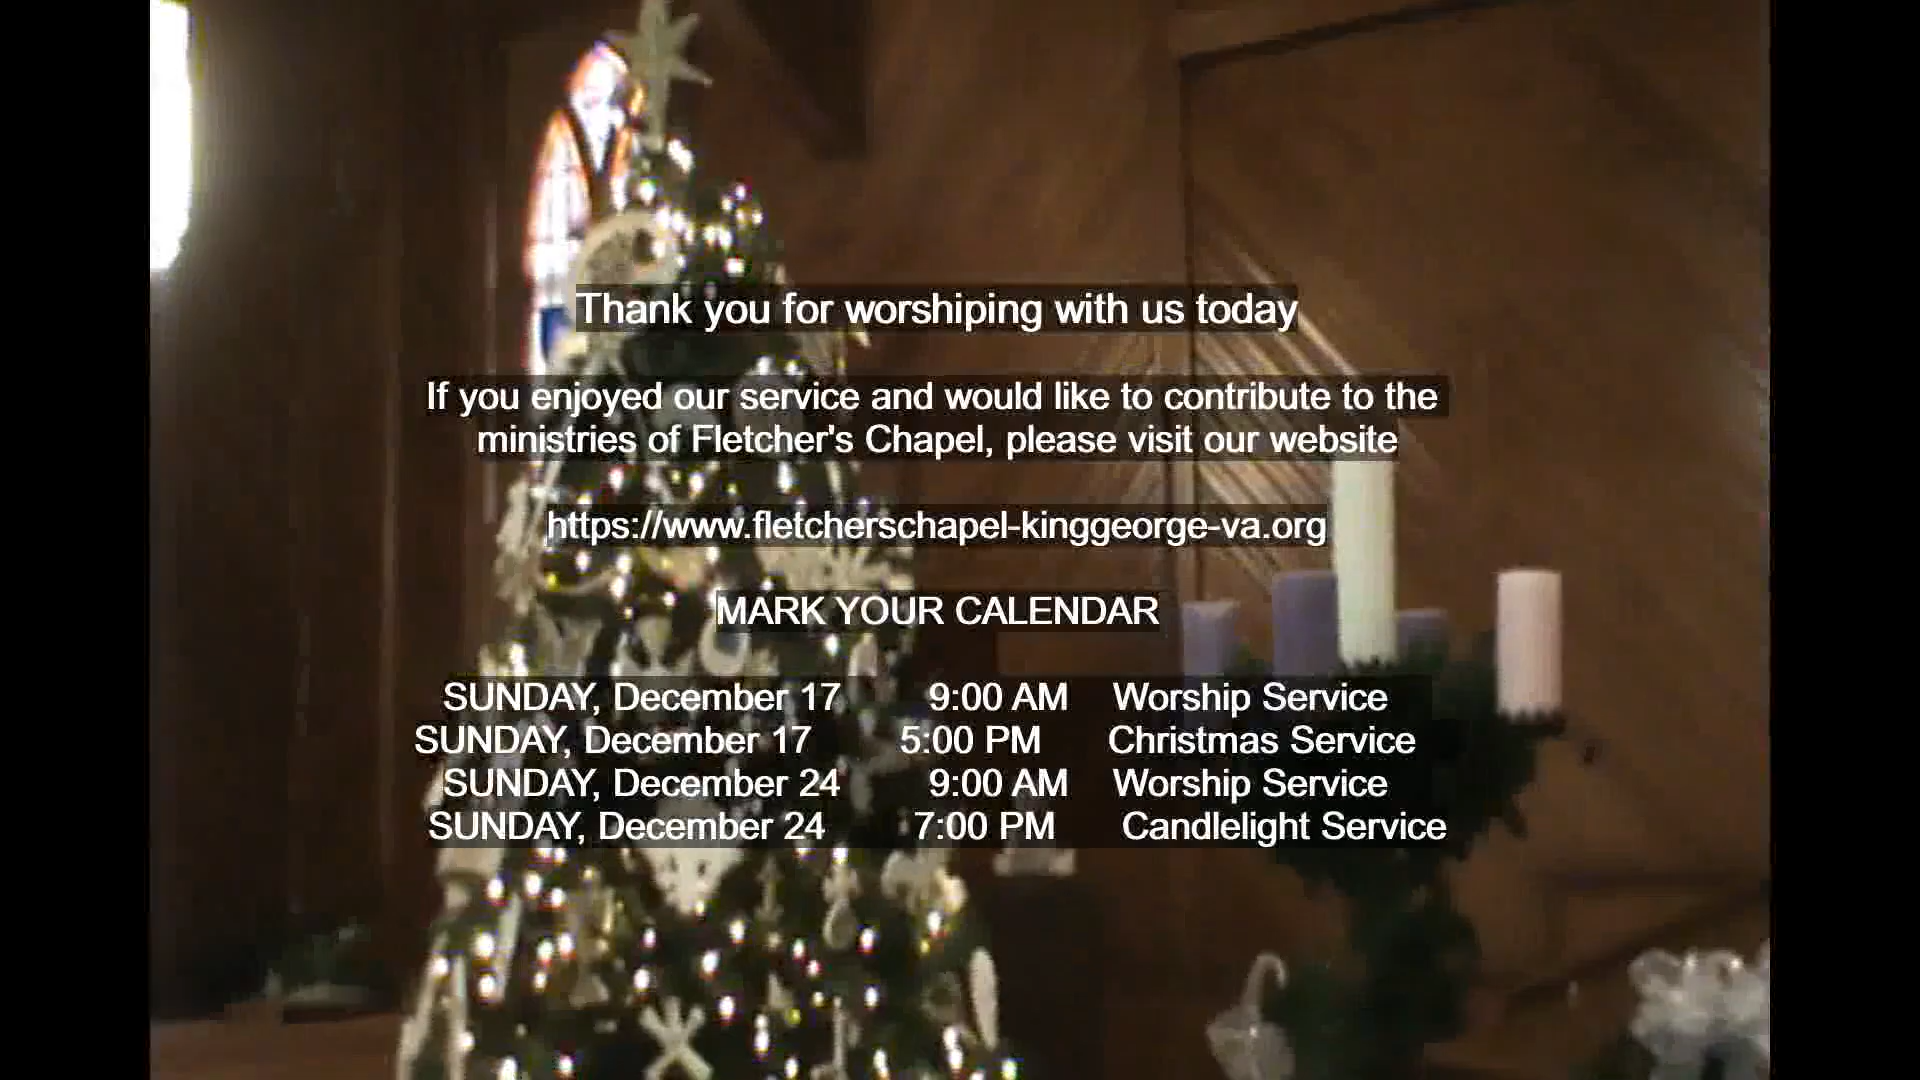 Thank you for worshiping with us today
If you enjoyed our service and would like to contribute to the
ministries of Fletcher's Chapel, please visit our website
https://www.fletcherschapel-kinggeorge-va.org
MARK YOUR CALENDAR
SUNDAY, December 17 9:00 AM Worship Service
SUNDAY, December 17 5:00 PM Christmas Service
SUNDAY, December 24 9:00 AM Worship Service
SUNDAY, December 24 7:00 PM Candlelight Service